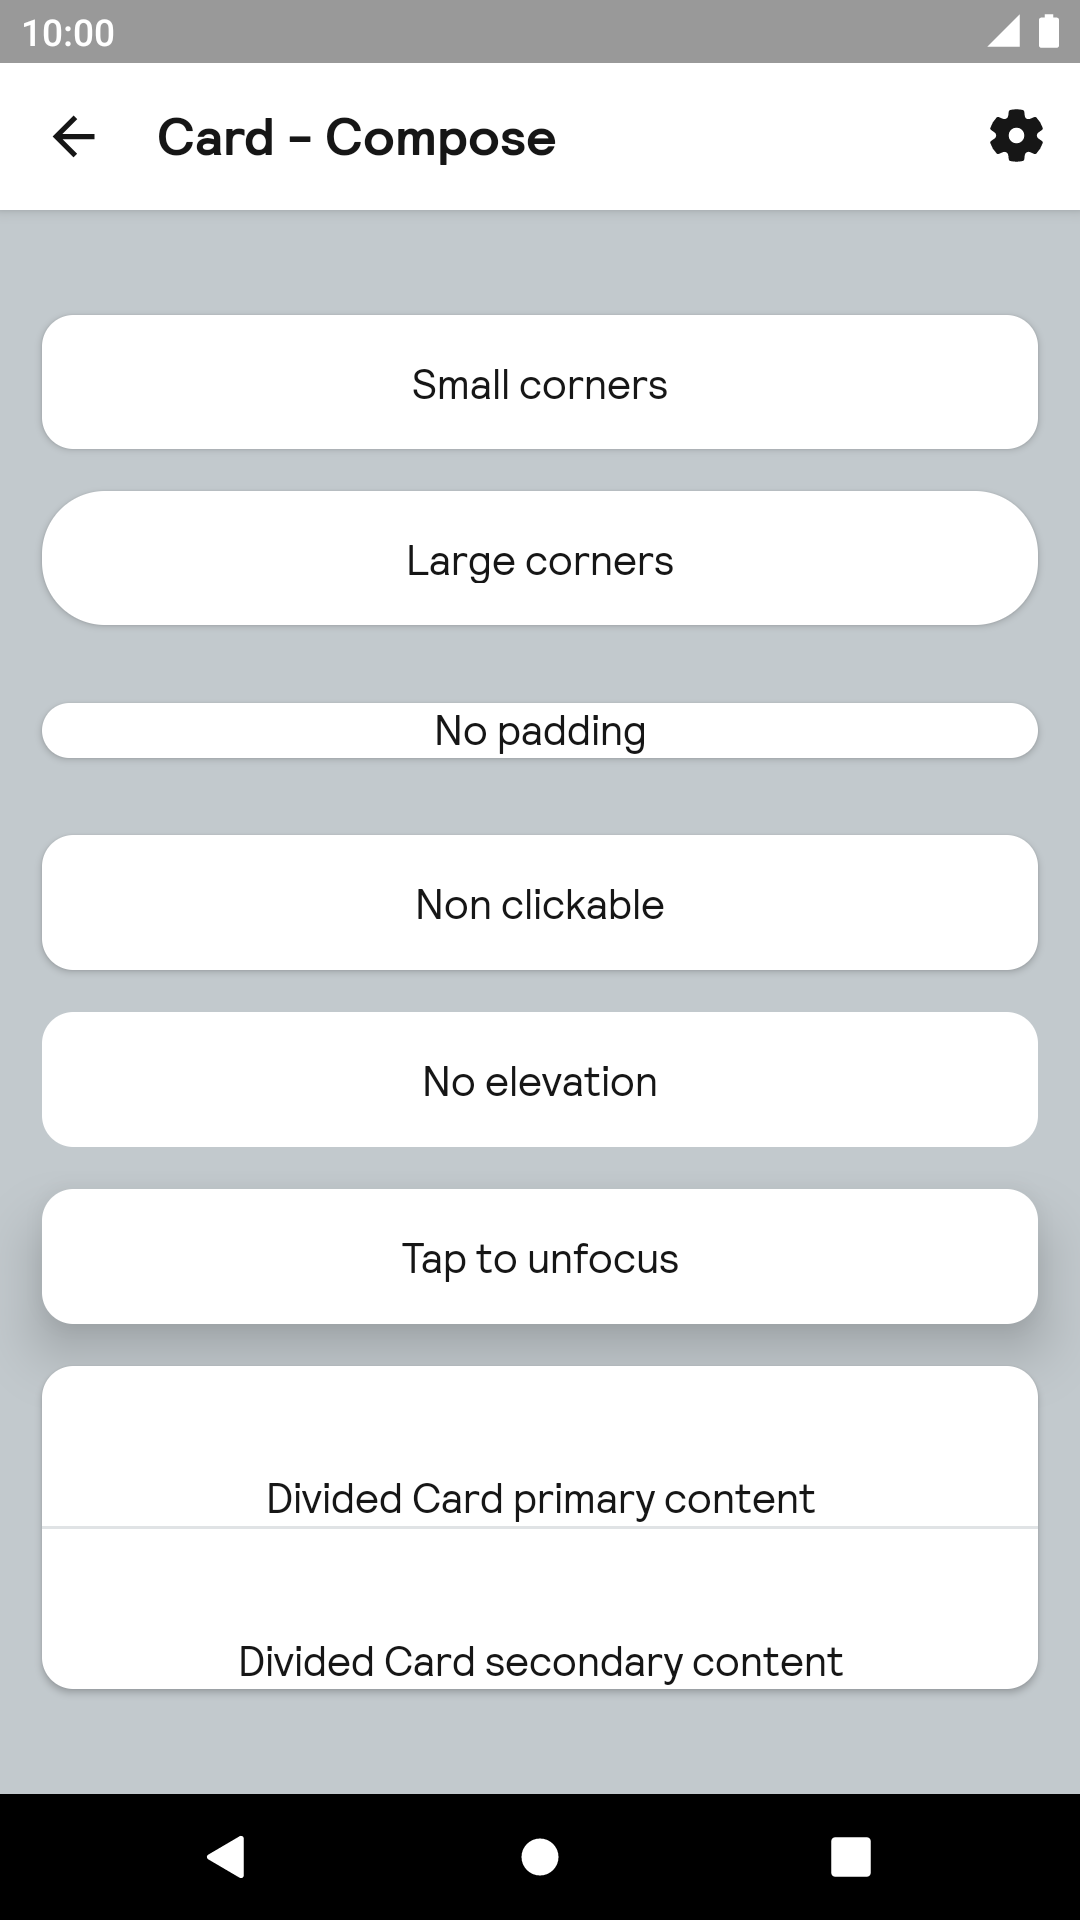 10:00
Card - Compose
Small corners
Large corners
No padding
Non clickable
No elevation
Tap to unfocus
Divided Card primary content
Divided Card secondary content